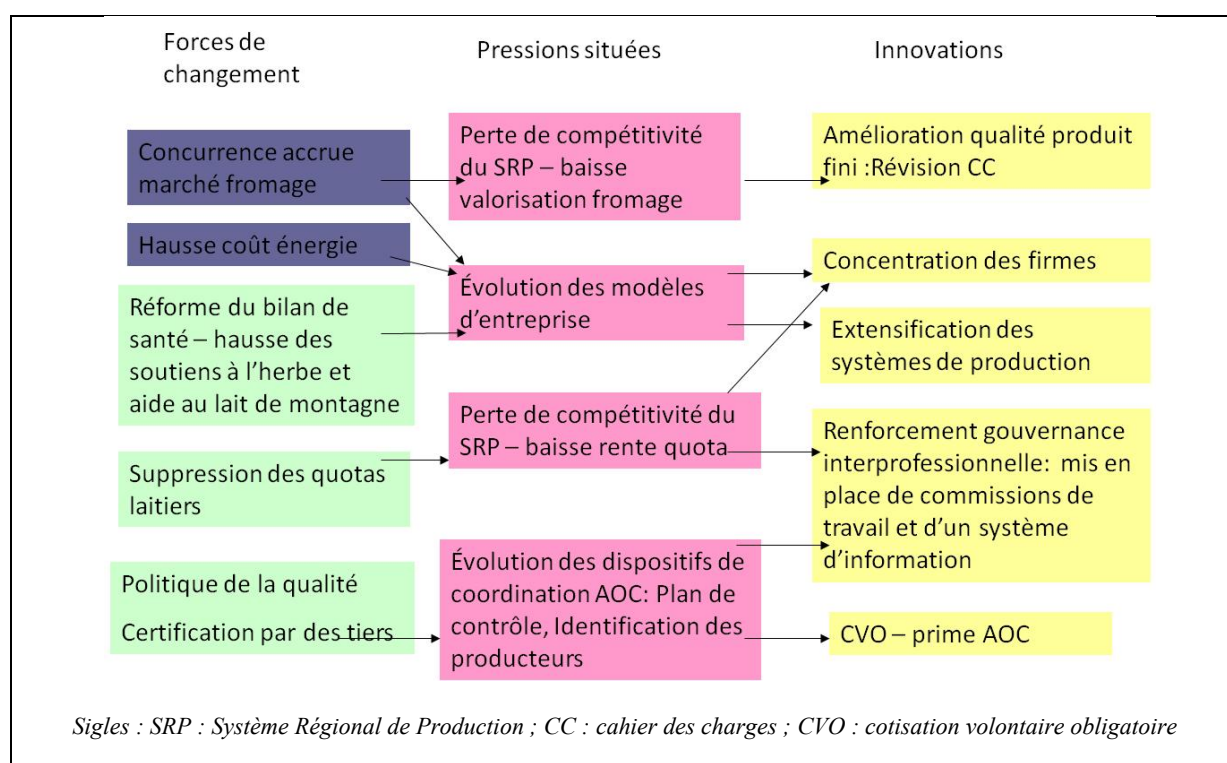 Forces de
changement
Pressions situées
Innovations
Concurrence accrue
marché fromage
Hausse coût énergie
Réforme du bilan de
santé – hausse des
soutiens à l’herbe et
aide au lait de montagne
Suppression des quotas
laitiers
Politique de la qualité
Certification par des tiers
Perte de compétitivité
du SRP – baisse
valorisation fromage
Évolution des modèles
d’entreprise
Perte de compétitivité du
SRP – baisse rente quota
Évolution des dispositifs de
coordination AOC: Plan de
contrôle, Identification des
producteurs
Amélioration qualité produit
fini :Révision CC
Concentration des firmes
Extensification des
systèmes de production
Renforcement gouvernance
interprofessionnelle: mis en
place de commissions de
travail et d’un système
d’information
CVO – prime AOC
Sigles : SRP : Système Régional de Production ; CC : cahier des charges ; CVO : cotisation volontaire obligatoire